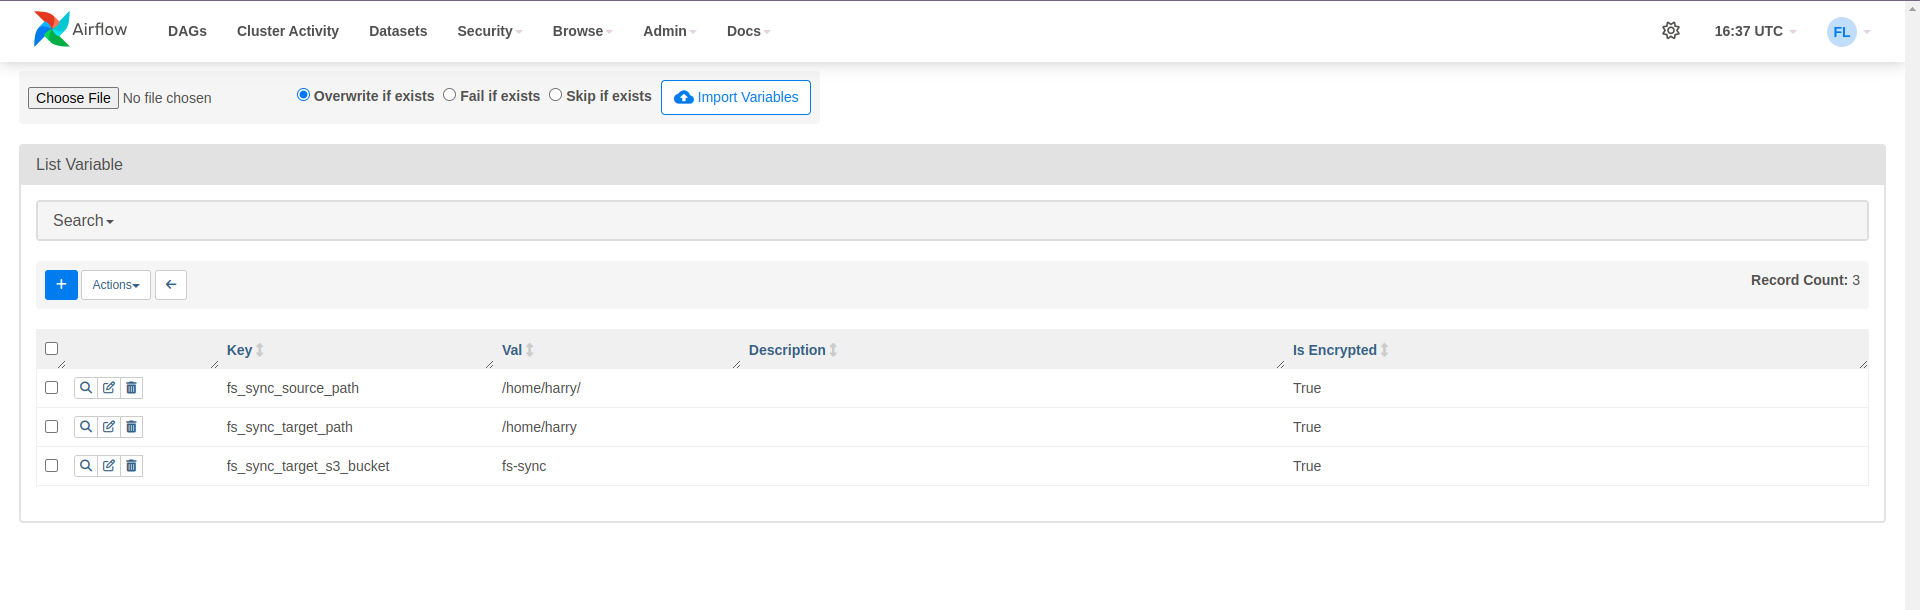 Airflow DAGs Cluster Activity Datasets Security Browse Admin Docs 16:37 UTC FL
Choose File No file chosen Overwrite if exists Fail if exists Skip if exists Import Variables
List Variable
Search
+ Actions Record Count: 3
Key Val Description Is Encrypted
fs_sync_source_path /home/harry/ True
fs_sync_target_path /home/harry True
fs_sync_target_s3_bucket fs-sync True